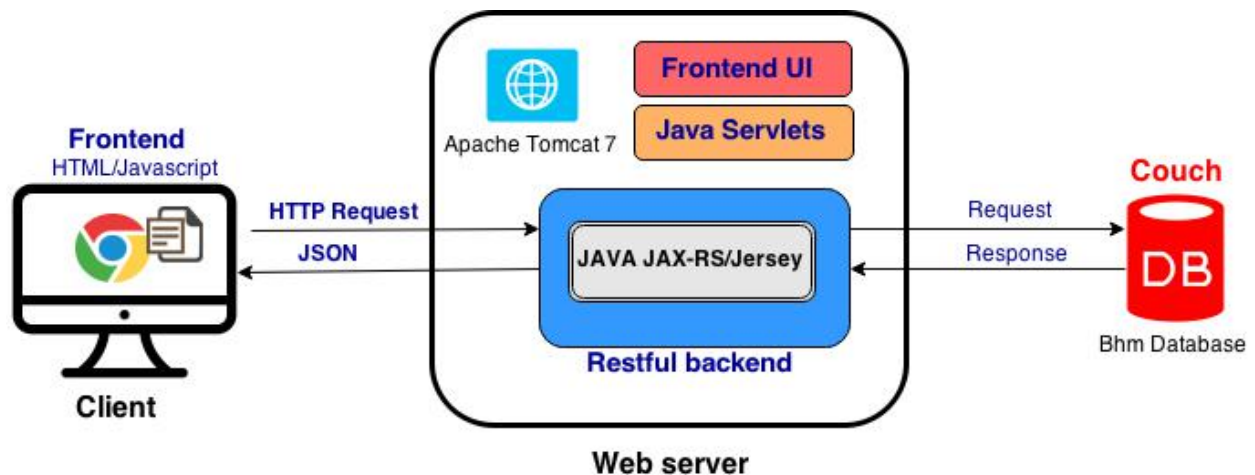 Frontend UI
Java Servlets
Apache Tomcat 7
Frontend
HTML/Javascript
HTTP Request
JSON
JAVA JAX-RS/Jersey
Restful backend
Request
Response
Couch
DB
Bhm Database
Client
Web server